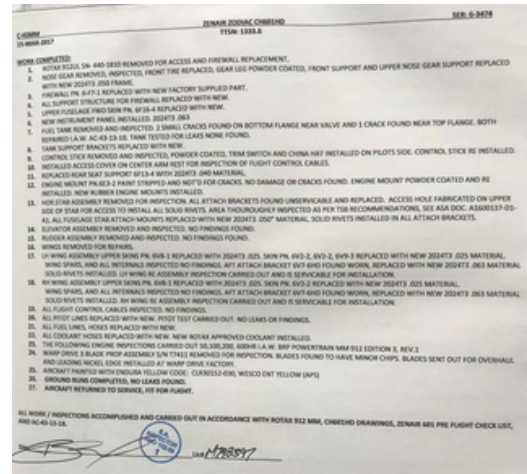 ZENAIR ZODIAC CH601HD
SER: 6-3474
C-IGMM
TTSN: 1333.6
15-MAR-2017
WORK COMPLETED:
1. ROTAX 912UL SN- 440-1810 REMOVED FOR ACCESS AND FIREWALL REPLACEMENT.
2. NOSE GEAR REMOVED, INSPECTED, FRONT TIRE REPLACED, GEAR LEG POWDER COATED, FRONT SUPPORT AND UPPER NOSE GEAR SUPPORT REPLACED
WITH NEW 2024T3 .050 FRAME.
3. FIREWALL PN. 6-F7-1 REPLACED WITH NEW FACTORY SUPPLIED PART.
4. ALL SUPPORT STRUCTURE FOR FIREWALL REPLACED WITH NEW.
5. UPPER FUSELAGE FWD SKIN PN. 6F16-4 REPLACED WITH NEW.
6. NEW INSTRUMENT PANEL INSTALLED. 2024T3 .063
7. FUEL TANK REMOVED AND INSPECTED. 2 SMALL CRACKS FOUND ON BOTTOM FLANGE NEAR VALVE AND 1 CRACK FOUND NEAR TOP FLANGE. BOTH
REPAIRED I.A.W. AC-43-13-1B. TANK TESTED FOR LEAKS NONE FOUND.
8. TANK SUPPORT BRACKETS REPLACED WITH NEW.
9. CONTROL STICK REMOVED AND INSPECTED, POWDER COATED, TRIM SWITCH AND CHINA HAT INSTALLED ON PILOTS SIDE. CONTROL STICK RE INSTALLED.
10. INSTALLED ACCESS COVER ON CENTER ARM REST FOR INSPECTION OF FLIGHT CONTROL CABLES.
11. REPLACED REAR SEAT SUPPORT 6F13-4 WITH 2024T3 .040 MATERIAL.
12. ENGINE MOUNT PN.6E3-2 PAINT STRIPPED AND NDT'D FOR CRACKS. NO DAMAGE OR CRACKS FOUND. ENGINE MOUNT POWDER COATED AND RE
INSTALLED. NEW RUBBER ENGINE MOUNTS INSTALLED.
13. HOR.STAB ASSEMBLY REMOVED FOR INSPECTION. ALL ATTACH BRACKETS FOUND UNSERVICABLE AND REPLACED. ACCESS HOLE FABRICATED ON UPPER
SIDE OF STAB FOR ACCESS TO INSTALL ALL SOLID RIVETS. AREA THOUROUGHLY INSPECTED AS PER TSB RECOMMENDATIONS, SEE ASA DOC. A1600137-D1-
A1. ALL FUSELAGE STAB ATTACH MOUNTS REPLACED WITH NEW 2024T3 .050" MATERIAL. SOLID RIVETS INSTALLED IN ALL ATTACH BRACKETS.
14. ELEVATOR ASSEMBLY INSPECTED. NO FINDINGS FOUND.
15. RUDDER ASSEMBLY INSPECTED. NO FINDINGS FOUND.
16. WINGS REMOVED FOR REPAIRS.
17. LH WING ASSEMBLY UPPER SKINS PN. 6V8-1 REPLACED WITH 2024T3 .025. SKIN PN. 6V2-2, 6V2-2, 6V9-3 REPLACED WITH NEW 2024T3 .025 MATERIAL.
WING SPARS, AND ALL INTERNALS INSPECTED NO-FINDINGS. AFT ATTACH BRACKET 6V7-6HD FOUND WORN, REPLACED WITH NEW 2024T3 .063 MATERIAL
SOLID RIVETS INSTALLED. LH WING RE ASSEMBLY INSPECTION CARRIED OUT AND IS SERVICABLE FOR INSTALLATION.
18. RH WING ASSEMBLY UPPER SKINS PN. 6V8-1 REPLACED WITH 2024T3 .025. SKIN PN. 6V2-2 REPLACED WITH NEW 2024T3 .025 MATERIAL.
WING SPARS, AND ALL INTERNALS INSPECTED NO FINDINGS. AFT ATTACH BRACKET 6V7-6HD FOUND WORN, REPLACED WITH NEW 2024T3 .063 MATERIAL
SOLID RIVETS INSTALLED. RH WING RE ASSEMBLY INSPECTION CARRIED OUT AND IS SERVICABLE FOR INSTALLATION.
19. ALL FLIGHT CONTROL CABLES INSPECTED. NO FINDINGS.
20. ALL PITOT LINES REPLACED WITH NEW. PITOT TEST CARRIED OUT. NO LEAKS OR FINDINGS.
21. ALL FUEL LINES, HOSES REPLACED WITH NEW.
22. ALL COOLANT HOSES REPLACED WITH NEW. NEW ROTAX APPROVED COOLANT INSTALLED.
23. THE FOLLOWING ENGINE INSPECTIONS CARRIED OUT 50,100,200, 600HR I.A.W. BRP POWERTRAIN MM 912 EDITION 3, REV.1
24. WARP DRIVE 3 BLADE PROP ASSEMBLY S/N T7411 REMOVED FOR INSPECTION. BLADES FOUND TO HAVE MINOR CHIPS. BLADES SENT OUT FOR OVERHAUL
AND LEADING NICKEL EDGE INSTALLED AT WARP DRIVE FACTORY.
25. AIRCRAFT PAINTED WITH ENDURA YELLOW CODE: CLR30152-030, WESCO ENT YELLOW (APS)
26. GROUND RUNS COMPLETED, NO LEAKS FOUND.
27. AIRCRAFT RETURNED TO SERVICE, FIT FOR FLIGHT.
ALL WORK / INSPECTIONS ACCOMPLISHED AND CARRIED OUT IN ACCORDANCE WITH ROTAX 912 MM, CH601HD DRAWINGS, ZENAIR 601 PRE FLIGHT CHECK LIST,
AND AC-43-13-1B.